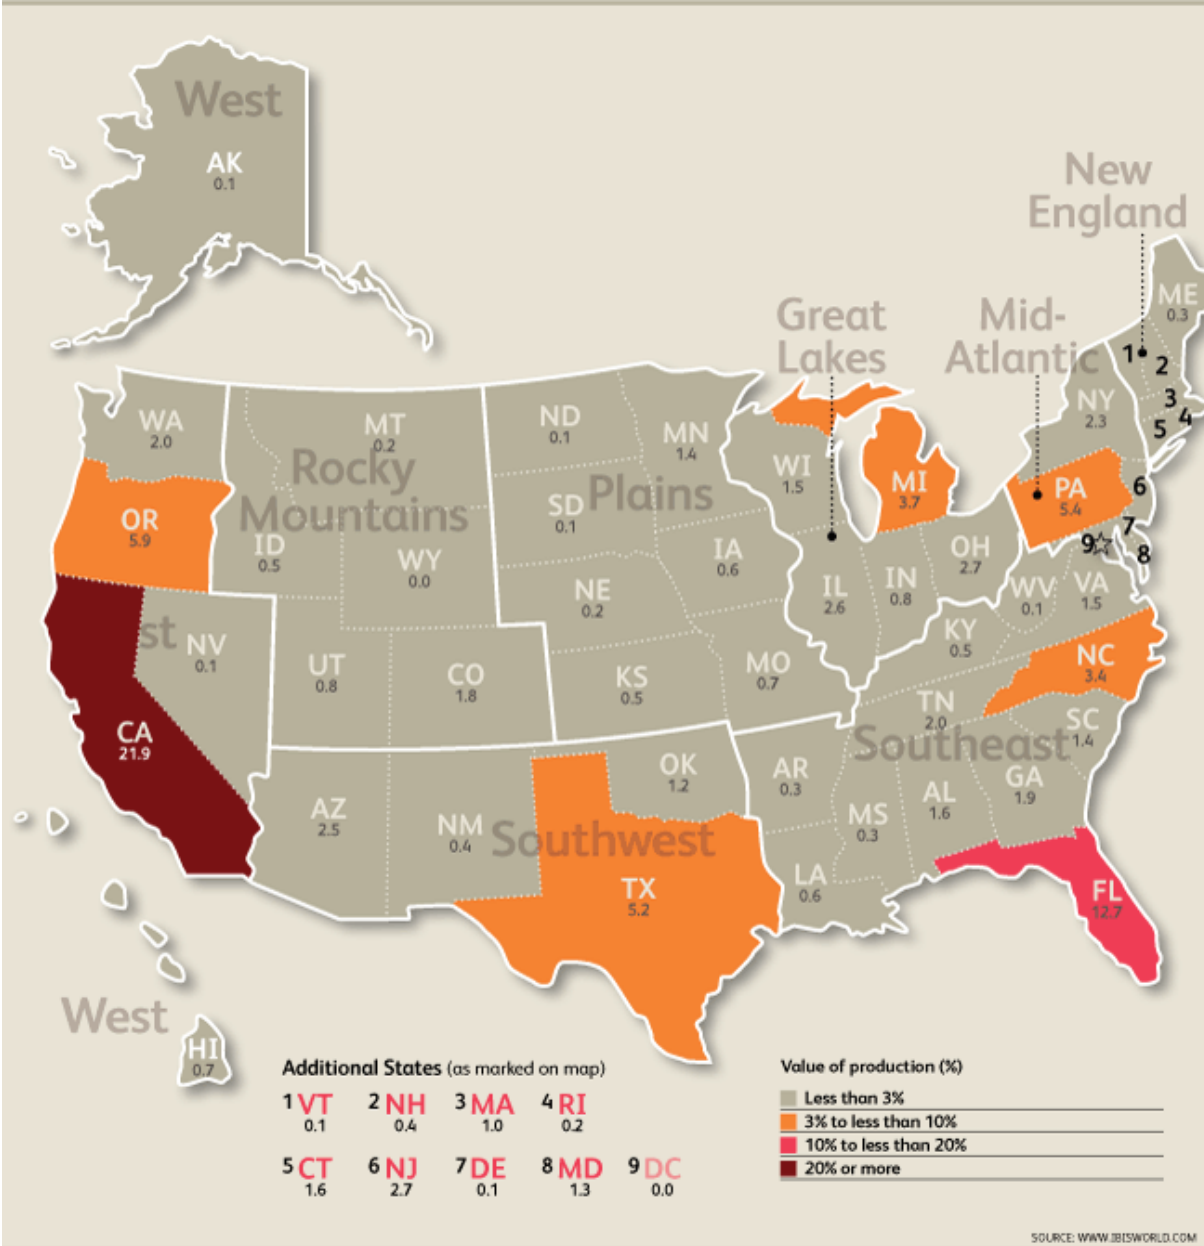 West
AK
0.1
New
England
ME
0.3
Great
Lakes
Mid-
Atlantic
1
2
3
4
5
NY
2.3
WA
2.0
MT
0.2
ND
0.1
MN
1.4
Rocky
Mountains
Plains
WI
1.5
MI
3.7
PA
5.4
6
7
8
9
OR
5.9
ID
0.5
WY
0.0
SD
0.1
IA
0.6
NE
0.2
IL
2.6
IN
0.8
OH
2.7
WV
0.1
VA
1.5
KY
0.5
st
NV
0.1
UT
0.8
CO
1.8
KS
0.5
MO
0.7
NC
3.4
TN
2.0
SC
1.4
Southeast
CA
21.9
AZ
2.5
NM
0.4
Southwest
OK
1.2
AR
0.3
MS
0.3
AL
1.6
GA
1.9
TX
5.2
LA
0.6
FL
12.7
West
HI
0.7
Additional States (as marked on map)
1 VT 2 NH 3 MA 4 RI
0.1 0.4 1.0 0.2
5 CT 6 NJ 7 DE 8 MD 9 DC
1.6 2.7 0.1 1.3 0.0
Value of production (%)
Less than 3%
3% to less than 10%
10% to less than 20%
20% or more
SOURCE: WWW.IBISWORLD.COM